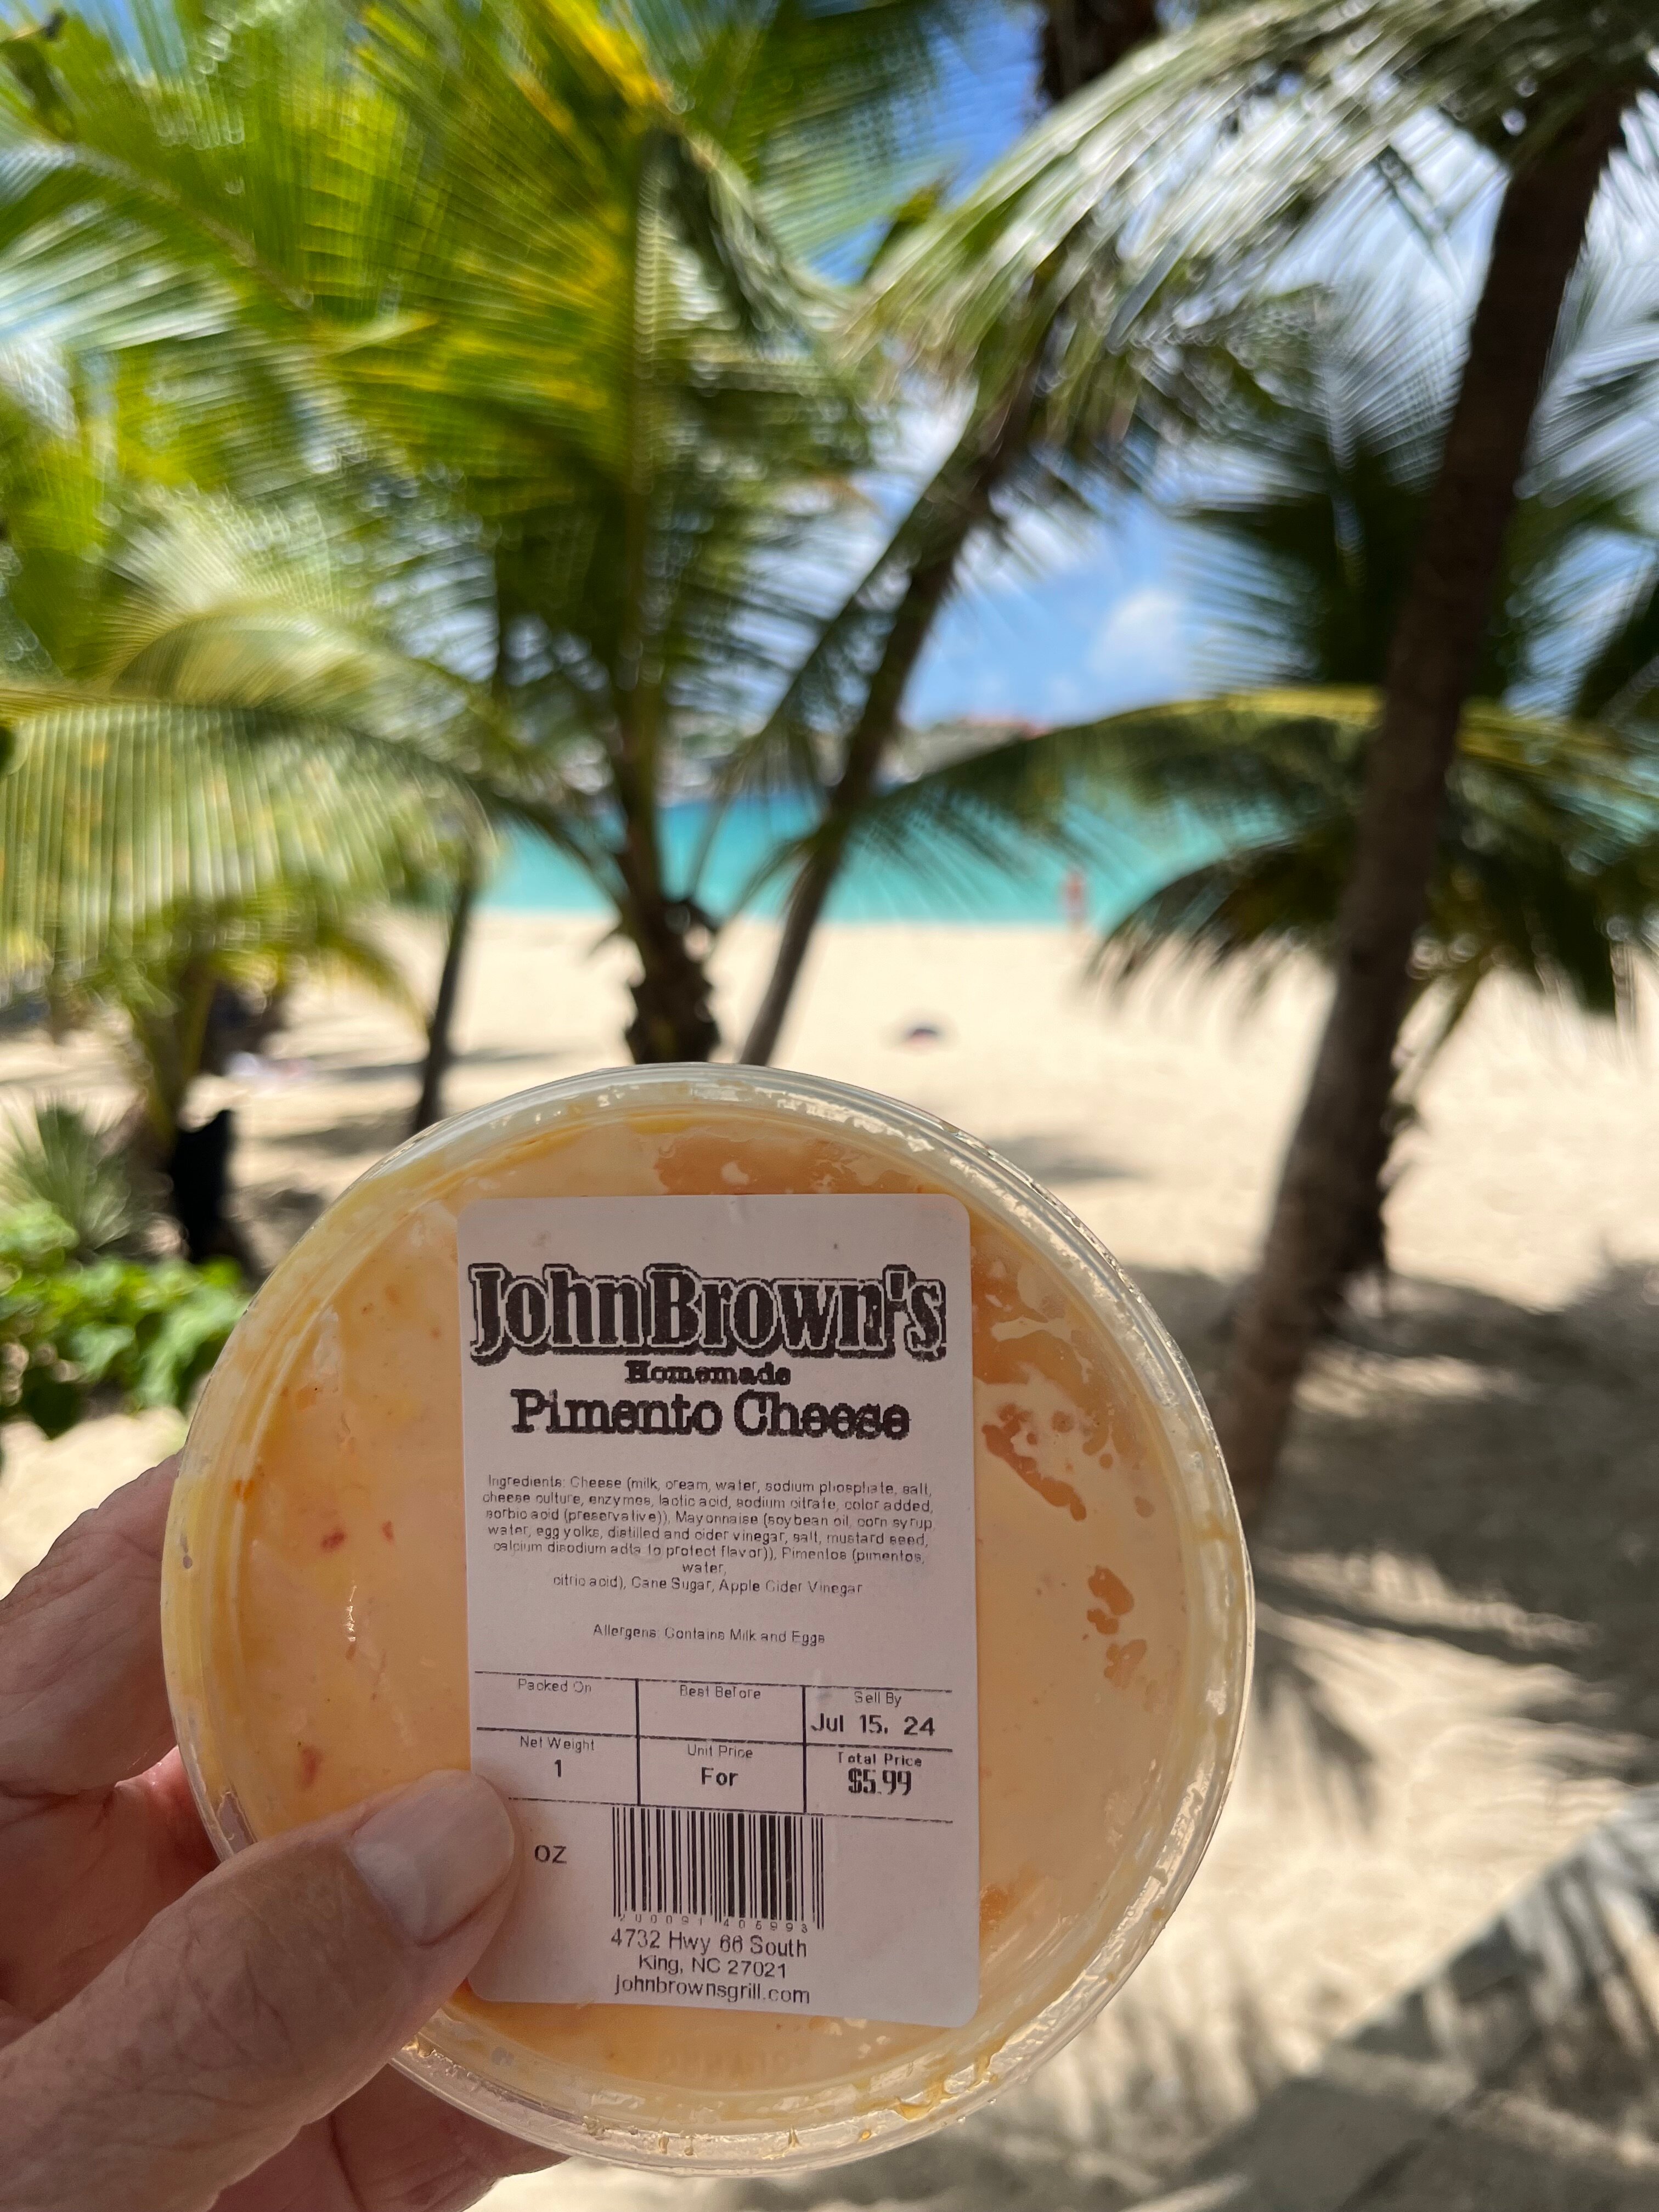 JohnBrown's
Homemade
Pimento Cheese
Ingredients: Cheese (milk, cream, water, sodium phosphate, salt,
cheese culture, enzymes, lactic acid, sodium citrate, color added,
sorbic acid (preservative)), Mayonnaise (soybean oil, corn syrup,
water, egg yolks, distilled and cider vinegar, salt, mustard seed,
calcium disodium adta to protect flavor)), Pimentos (pimentos,
water,
citric acid), Cane Sugar, Apple Cider Vinegar
Allergens: Contains Milk and Eggs
Packed On Best Before Sell By
Jul 15, 24
Net Weight Unit Price Total Price
1 For $5.99
OZ
4732 Hwy 66 South
King, NC 27021
johnbrownsgrill.com